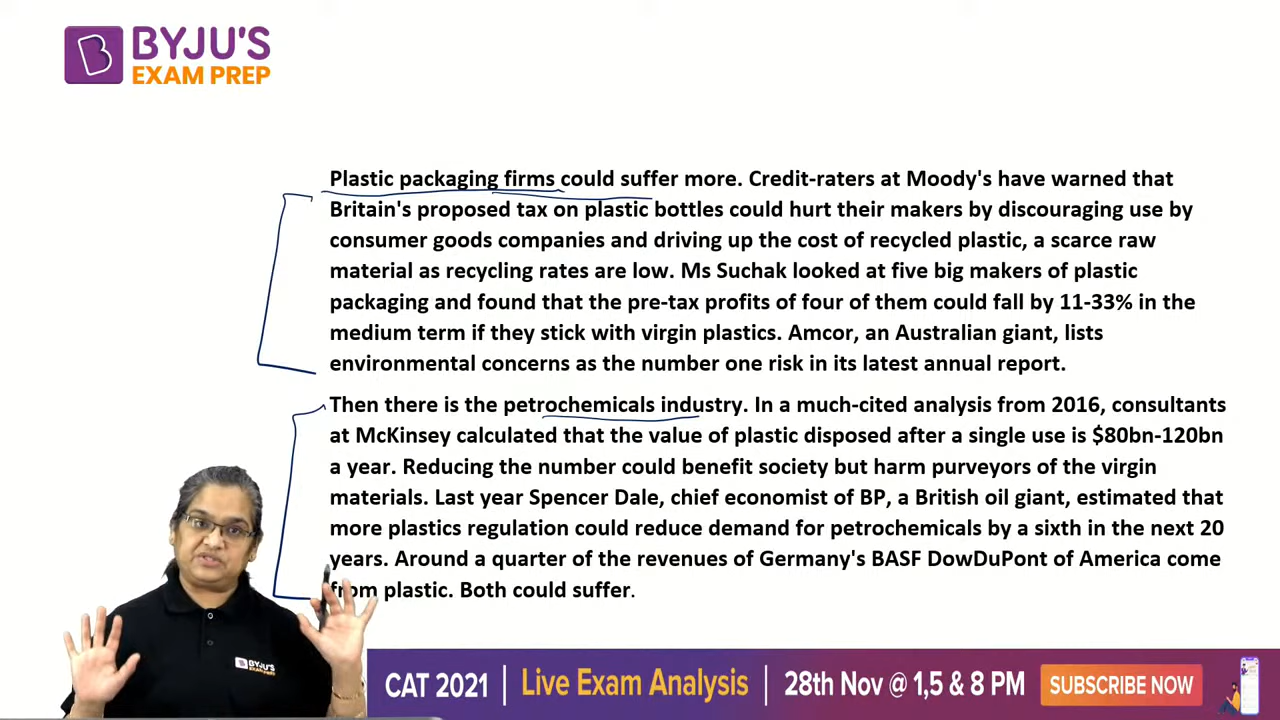 BYJU'S
EXAM PREP
Plastic packaging firms could suffer more. Credit-raters at Moody's have warned that
Britain's proposed tax on plastic bottles could hurt their makers by discouraging use by
consumer goods companies and driving up the cost of recycled plastic, a scarce raw
material as recycling rates are low. Ms Suchak looked at five big makers of plastic
packaging and found that the pre-tax profits of four of them could fall by 11-33% in the
medium term if they stick with virgin plastics. Amcor, an Australian giant, lists
environmental concerns as the number one risk in its latest annual report.
Then there is the petrochemicals industry. In a much-cited analysis from 2016, consultants
at McKinsey calculated that the value of plastic disposed after a single use is $80bn-120bn
a year. Reducing the number could benefit society but harm purveyors of the virgin
materials. Last year Spencer Dale, chief economist of BP, a British oil giant, estimated that
more plastics regulation could reduce demand for petrochemicals by a sixth in the next 20
years. Around a quarter of the revenues of Germany's BASF DowDuPont of America come
from plastic. Both could suffer.
BYJU'S
EXAM PREP
CAT 2021 Live Exam Analysis 28th Nov @ 1,5 & 8 PM SUBSCRIBE NOW